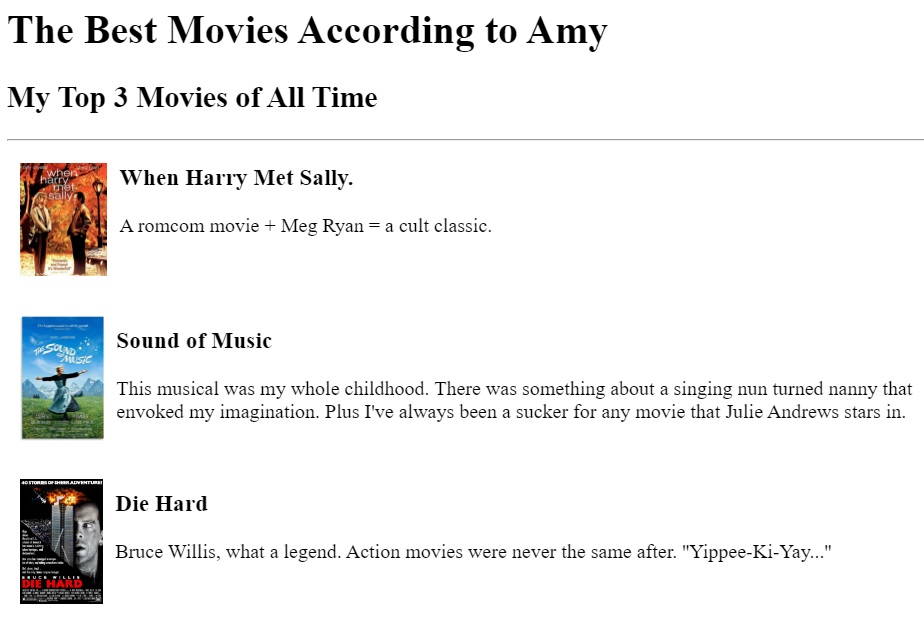 The Best Movies According to Amy
My Top 3 Movies of All Time
when
harry
met
sally
When Harry Met Sally.
A romcom movie + Meg Ryan = a cult classic.
THE SOUND
OF MUSIC
Sound of Music
This musical was my whole childhood. There was something about a singing nun turned nanny that
envoked my imagination. Plus I've always been a sucker for any movie that Julie Andrews stars in.
40 STORIES OF SHEER ADVENTURE!
BRUCE WILLIS
DIE HARD
Die Hard
Bruce Willis, what a legend. Action movies were never the same after. "Yippee-Ki-Yay..."